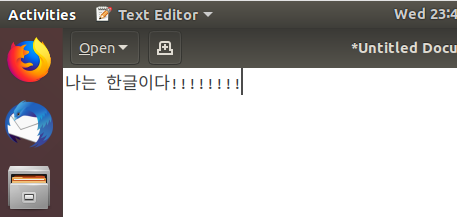 Activities Text Editor Wed 23:4
Open *Untitled Docu
나는 한글이다!!!!!!!!